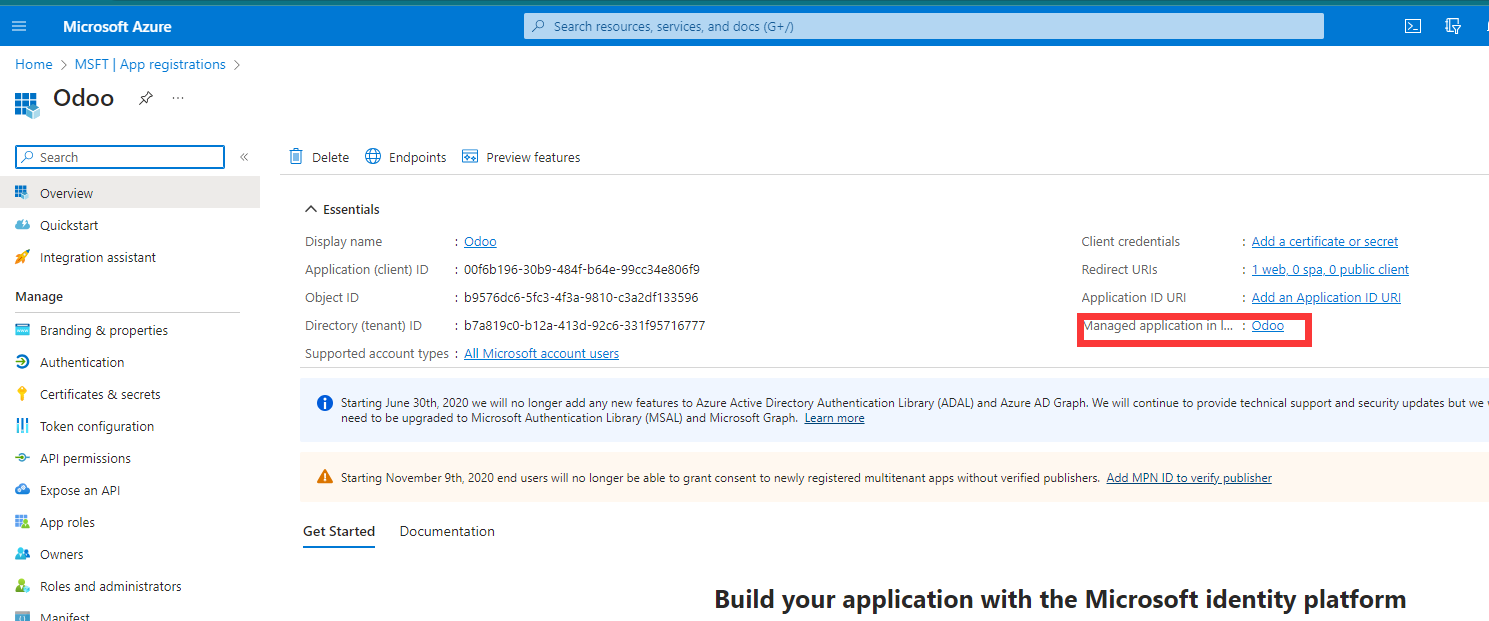 Microsoft Azure
Search resources, services, and docs (G+/)
Home > MSFT | App registrations >
Odoo
...
Search
«
Overview
Quickstart
Integration assistant
Manage
Branding & properties
Authentication
Certificates & secrets
Token configuration
API permissions
Expose an API
App roles
Owners
Roles and administrators
Manifest
Delete Endpoints Preview features
Essentials
Display name : Odoo
Application (client) ID : 00f6b196-30b9-484f-b64e-99cc34e806f9
Object ID : b9576dc6-5fc3-4f3a-9810-c3a2df133596
Directory (tenant) ID : b7a819c0-b12a-413d-92c6-331f95716777
Supported account types : All Microsoft account users
Client credentials : Add a certificate or secret
Redirect URIs : 1 web, 0 spa, 0 public client
Application ID URI : Add an Application ID URI
Managed application in l... : Odoo
Starting June 30th, 2020 we will no longer add any new features to Azure Active Directory Authentication Library (ADAL) and Azure AD Graph. We will continue to provide technical support and security updates but we
need to be upgraded to Microsoft Authentication Library (MSAL) and Microsoft Graph. Learn more
Starting November 9th, 2020 end users will no longer be able to grant consent to newly registered multitenant apps without verified publishers. Add MPN ID to verify publisher
Get Started Documentation
Build your application with the Microsoft identity platform